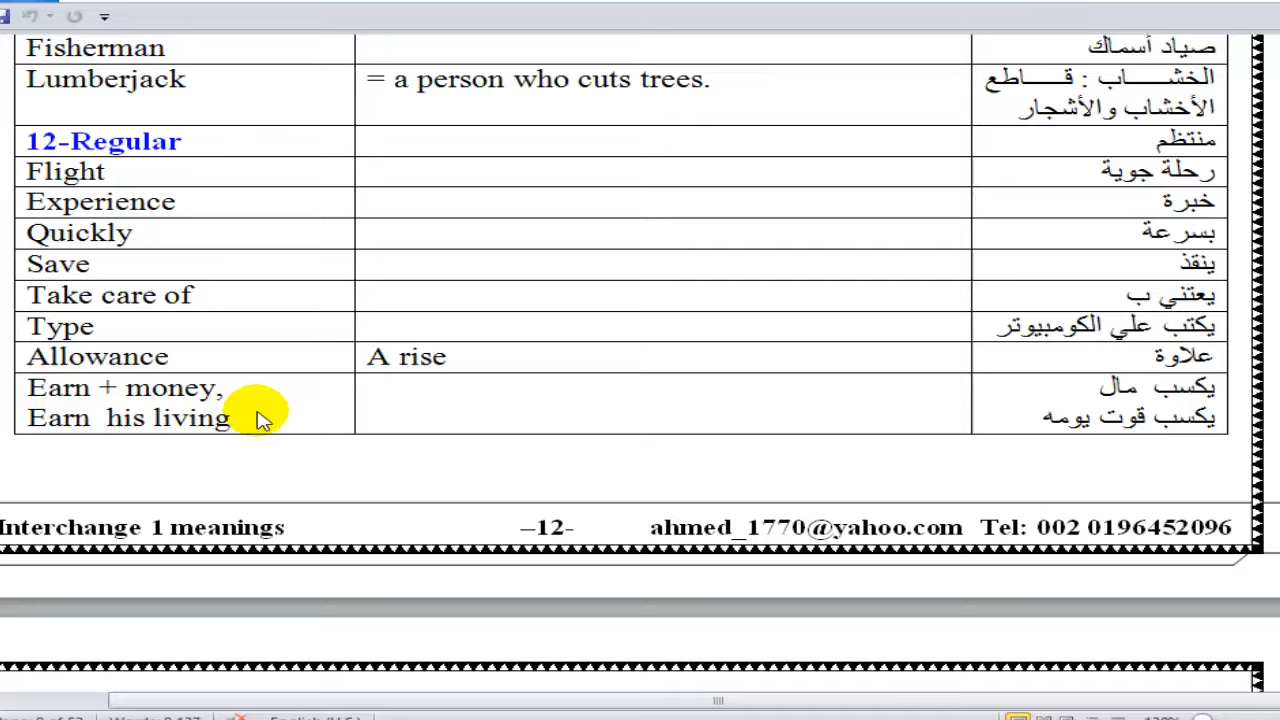 Fisherman صياد أسماك
Lumberjack = a person who cuts trees. الخشـــــاب : قـــــاطع
الأخشاب والأشجار
12-Regular منتظم
Flight رحلة جوية
Experience خبرة
Quickly بسرعة
Save ينقذ
Take care of يعتني ب
Type يكتب علي الكومبيوتر
Allowance A rise علاوة
Earn + money, يكسب مال
Earn his living يكسب قوت يومه
Interchange 1 meanings –12- ahmed_1770@yahoo.com Tel: 002 0196452096